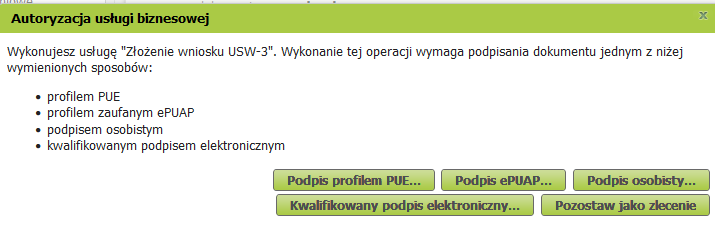 Autoryzacja usługi biznesowej x
Wykonujesz usługę "Złożenie wniosku USW-3". Wykonanie tej operacji wymaga podpisania dokumentu jednym z niżej
wymienionych sposobów:
• profilem PUE
• profilem zaufanym ePUAP
• podpisem osobistym
• kwalifikowanym podpisem elektronicznym
Podpis profilem PUE... Podpis ePUAP... Podpis osobisty...
Kwalifikowany podpis elektroniczny... Pozostaw jako zlecenie